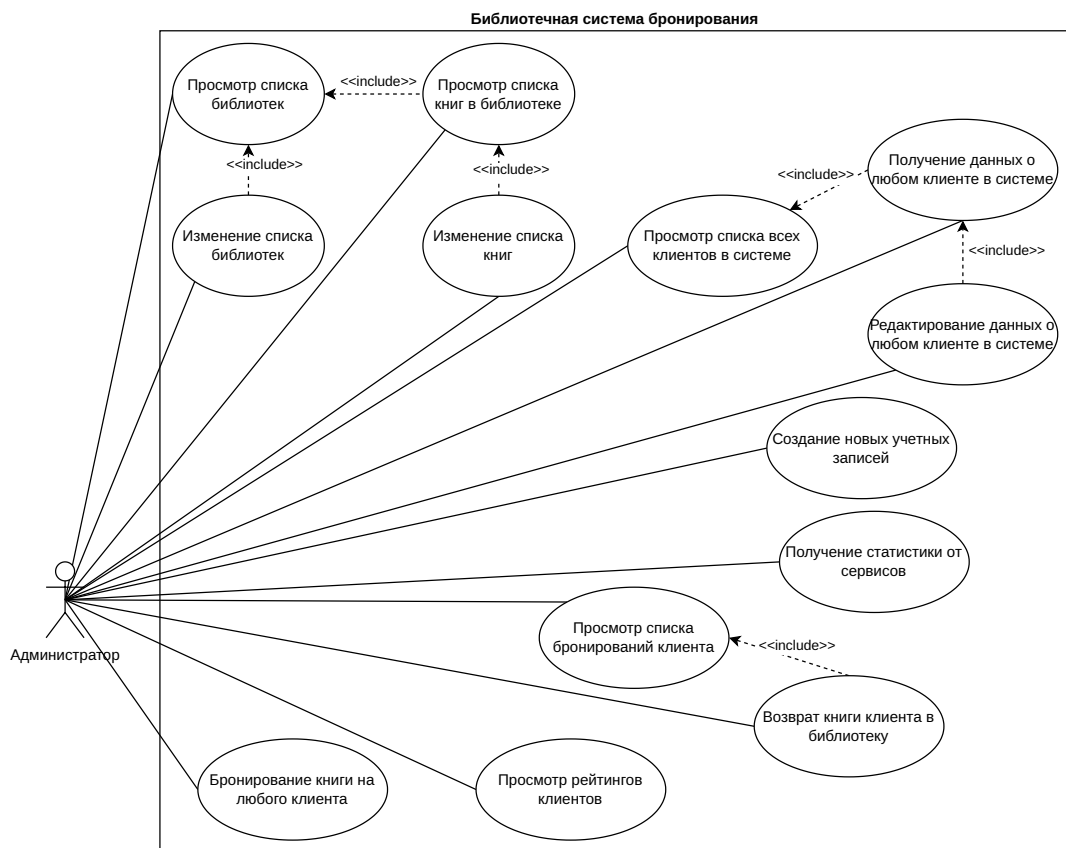 Библиотечная система бронирования
Просмотр списка
библиотек
<<include>>
Просмотр списка
книг в библиотеке
<<include>>
<<include>>
<<include>>
Получение данных о
любом клиенте в системе
Изменение списка
библиотек
Изменение списка
книг
Просмотр списка всех
клиентов в системе
<<include>>
Редактирование данных о
любом клиенте в системе
Создание новых учетных
записей
Получение статистики от
сервисов
Администратор
Просмотр списка
бронирований клиента
<<include>>
Возврат книги клиента в
библиотеку
Бронирование книги на
любого клиента
Просмотр рейтингов
клиентов